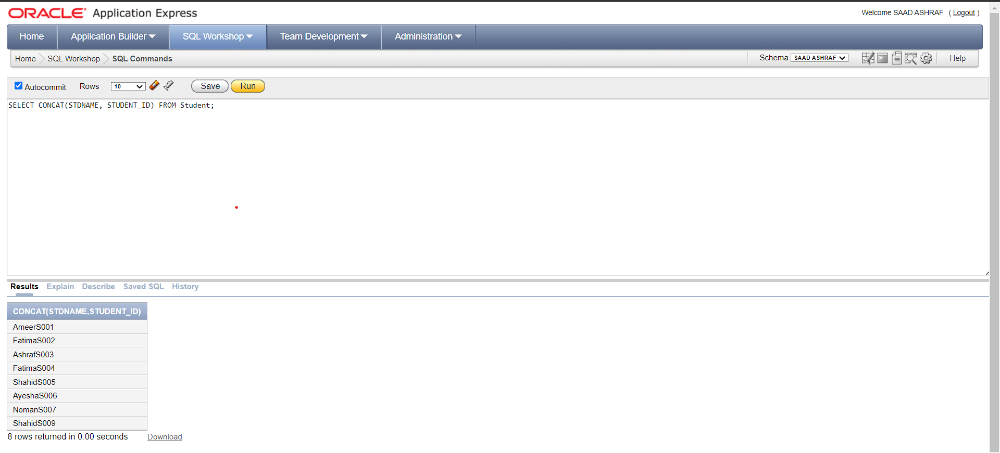 ORACLE Application Express
Welcome SAAD ASHRAF ( Logout )
Home Application Builder SQL Workshop Team Development Administration
Home SQL Workshop SQL Commands Schema SAAD ASHRAF Help
Autocommit Rows 10 Save Run
SELECT CONCAT(STDNAME, STUDENT_ID) FROM Student;
Results Explain Describe Saved SQL History
CONCAT(STDNAME,STUDENT_ID)
AmeerS001
FatimaS002
AshrafS003
FatimaS004
ShahidS005
AyeshaS006
NomanS007
ShahidS009
8 rows returned in 0.00 seconds Download